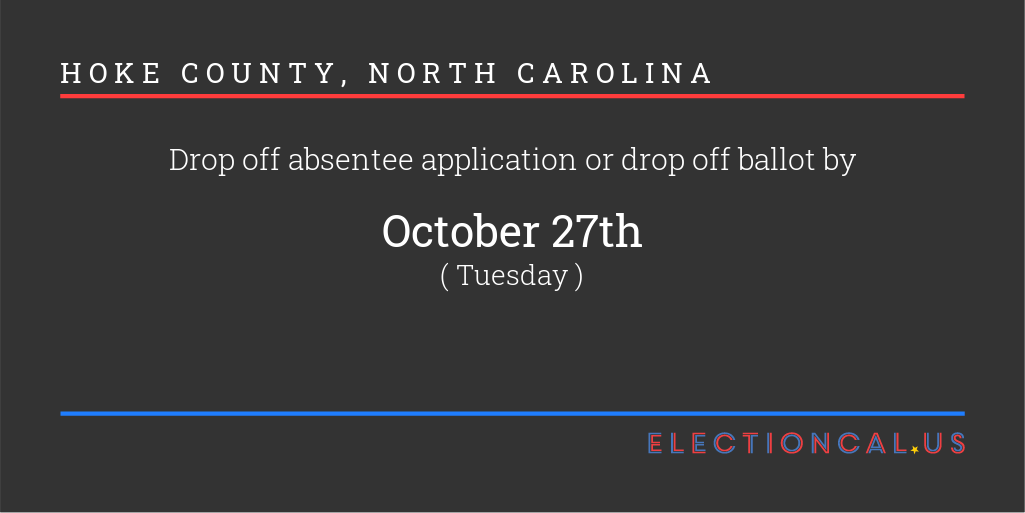 HOKE COUNTY, NORTH CAROLINA
Drop off absentee application or drop off ballot by
October 27th
( Tuesday )
ELECTIONCAL.US